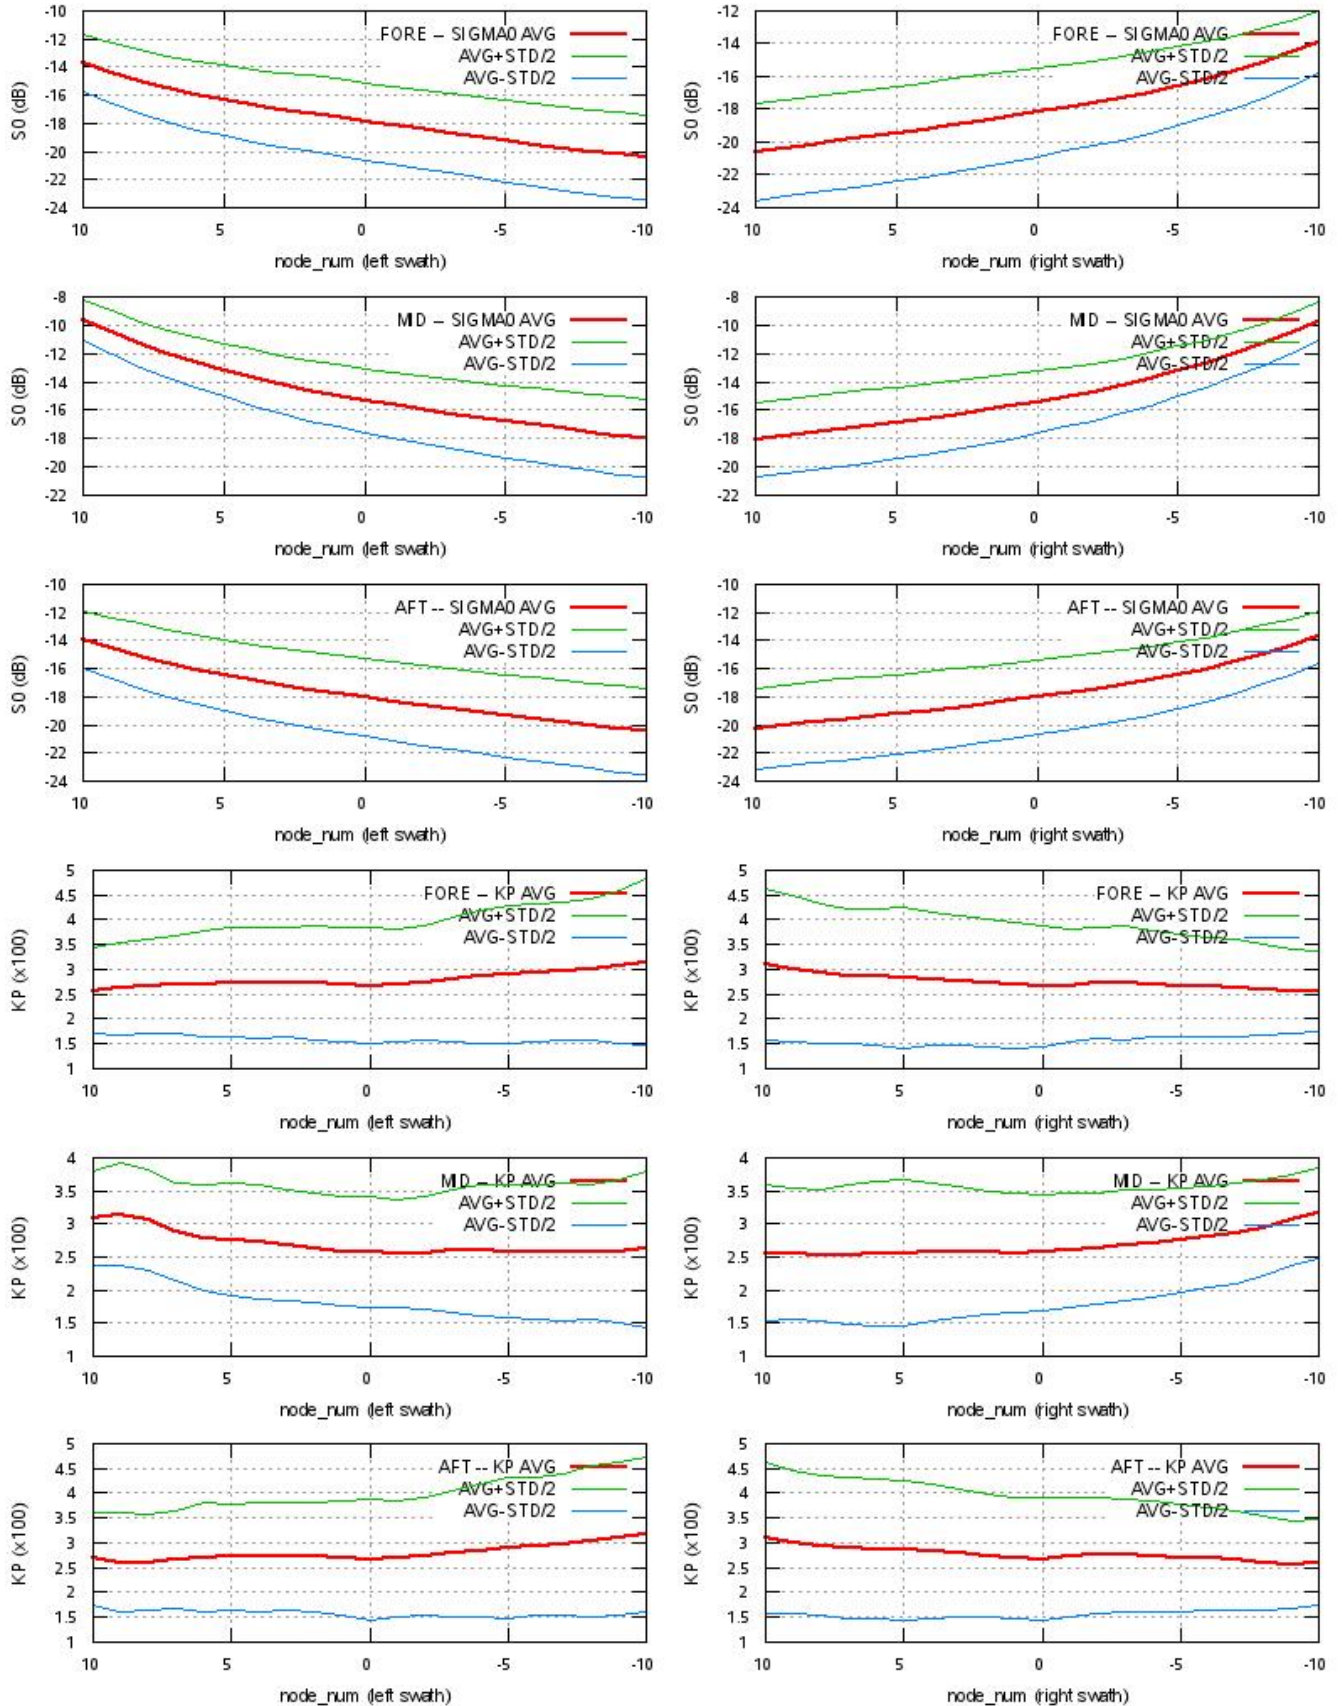 -10
-12
-14
-16
-18
-20
-22
-24
S0 (dB)
FORE -- SIGMA0 AVG
AVG+STD/2
AVG-STD/2
10 5 0 -5 -10
node_num (left swath)
-12
-14
-16
-18
-20
-22
-24
S0 (dB)
FORE -- SIGMA0 AVG
AVG+STD/2
AVG-STD/2
10 5 0 -5 -10
node_num (right swath)
-8
-10
-12
-14
-16
-18
-20
-22
S0 (dB)
MID -- SIGMA0 AVG
AVG+STD/2
AVG-STD/2
10 5 0 -5 -10
node_num (left swath)
-8
-10
-12
-14
-16
-18
-20
-22
S0 (dB)
MID -- SIGMA0 AVG
AVG+STD/2
AVG-STD/2
10 5 0 -5 -10
node_num (right swath)
-10
-12
-14
-16
-18
-20
-22
-24
S0 (dB)
AFT -- SIGMA0 AVG
AVG+STD/2
AVG-STD/2
10 5 0 -5 -10
node_num (left swath)
-10
-12
-14
-16
-18
-20
-22
-24
S0 (dB)
AFT -- SIGMA0 AVG
AVG+STD/2
AVG-STD/2
10 5 0 -5 -10
node_num (right swath)
5
4.5
4
3.5
3
2.5
2
1.5
1
KP (x100)
FORE -- KP AVG
AVG+STD/2
AVG-STD/2
10 5 0 -5 -10
node_num (left swath)
5
4.5
4
3.5
3
2.5
2
1.5
1
KP (x100)
FORE -- KP AVG
AVG+STD/2
AVG-STD/2
10 5 0 -5 -10
node_num (right swath)
4
3.5
3
2.5
2
1.5
1
KP (x100)
MID -- KP AVG
AVG+STD/2
AVG-STD/2
10 5 0 -5 -10
node_num (left swath)
4
3.5
3
2.5
2
1.5
1
KP (x100)
MID -- KP AVG
AVG+STD/2
AVG-STD/2
10 5 0 -5 -10
node_num (right swath)
5
4.5
4
3.5
3
2.5
2
1.5
1
KP (x100)
AFT -- KP AVG
AVG+STD/2
AVG-STD/2
10 5 0 -5 -10
node_num (left swath)
5
4.5
4
3.5
3
2.5
2
1.5
1
KP (x100)
AFT -- KP AVG
AVG+STD/2
AVG-STD/2
10 5 0 -5 -10
node_num (right swath)